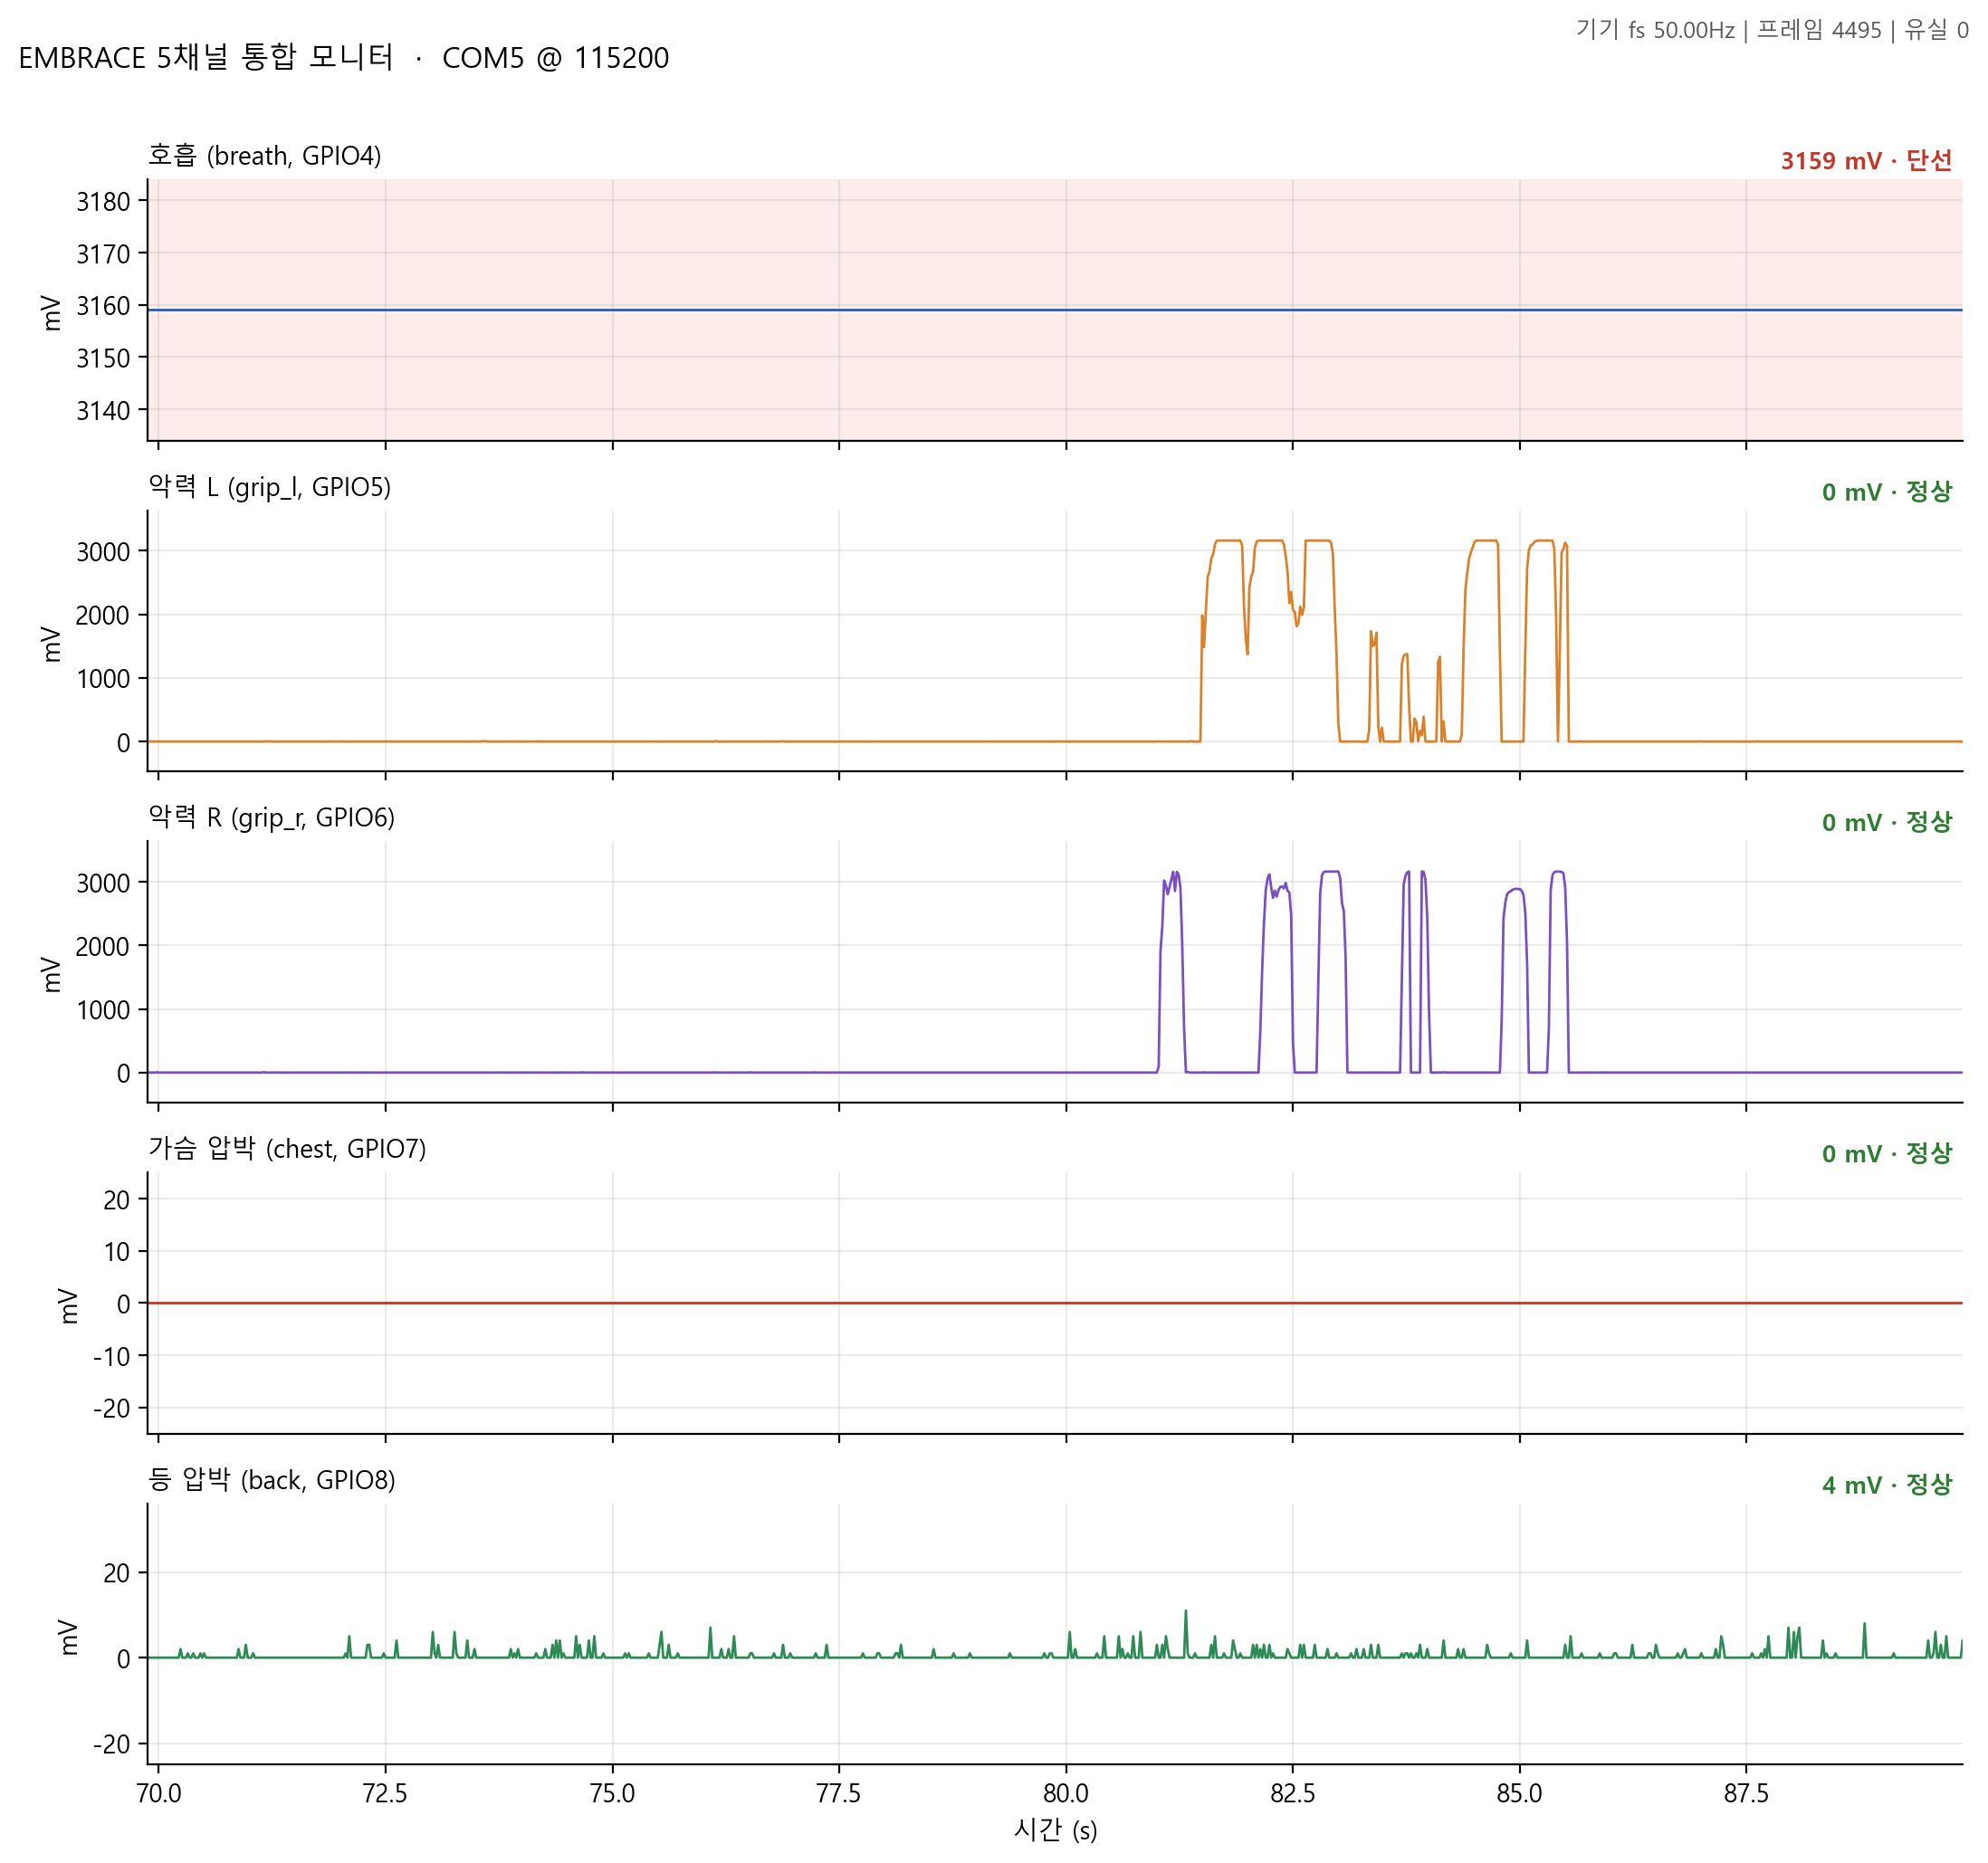 기기 fs 50.00Hz | 프레임 4495 | 유실 0
EMBRACE 5채널 통합 모니터 · COM5 @ 115200
호흡 (breath, GPIO4)
3159 mV · 단선
3180
3170
3160
3150
3140
mV
악력 L (grip_l, GPIO5)
0 mV · 정상
3000
2000
1000
0
mV
악력 R (grip_r, GPIO6)
0 mV · 정상
3000
2000
1000
0
mV
가슴 압박 (chest, GPIO7)
0 mV · 정상
20
10
0
-10
-20
mV
등 압박 (back, GPIO8)
4 mV · 정상
20
0
-20
mV
70.0 72.5 75.0 77.5 80.0 82.5 85.0 87.5
시간 (s)